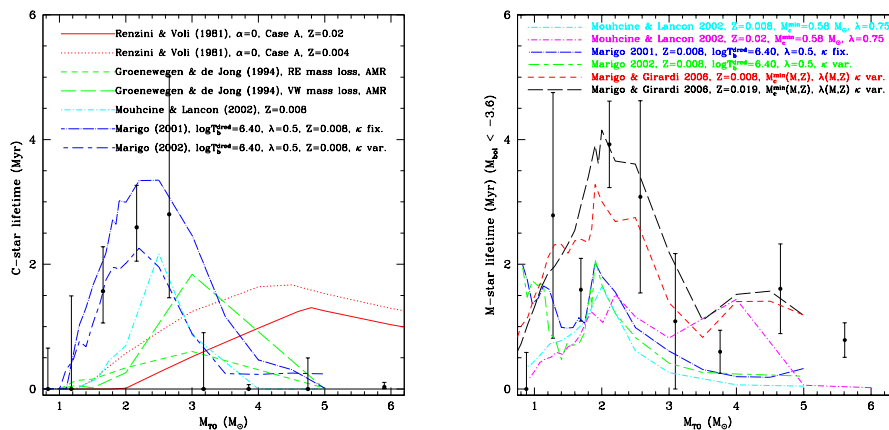 Renzini & Voli (1981), α=0, Case A, Z=0.02
Renzini & Voli (1981), α=0, Case A, Z=0.004
Groenewegen & de Jong (1994), RE mass loss, AMR
Groenewegen & de Jong (1994), VW mass loss, AMR
Mouhcine & Lancon (2002), Z=0.008
Marigo (2001), logT_b^dred=6.40, λ=0.5, Z=0.008, κ fix.
Marigo (2002), logT_b^dred=6.40, λ=0.5, Z=0.008, κ var.
C-star lifetime (Myr)
6
4
2
0
1 2 3 4 5 6
M_TO (M_⊙)
Mouhcine & Lancon 2002, Z=0.008, M_c^min=0.58 M_⊙, λ=0.75
Mouhcine & Lancon 2002, Z=0.02, M_c^min=0.58 M_⊙, λ=0.75
Marigo 2001, Z=0.008, logT_b^dred=6.40, λ=0.5, κ fix.
Marigo 2002, Z=0.008, logT_b^dred=6.40, λ=0.5, κ var.
Marigo & Girardi 2006, Z=0.008, M_c^min(M,Z), λ(M,Z) κ var.
Marigo & Girardi 2006, Z=0.019, M_c^min(M,Z), λ(M,Z) κ var.
M-star lifetime (Myr) (M_bol < -3.6)
6
4
2
0
1 2 3 4 5 6
M_TO (M_⊙)